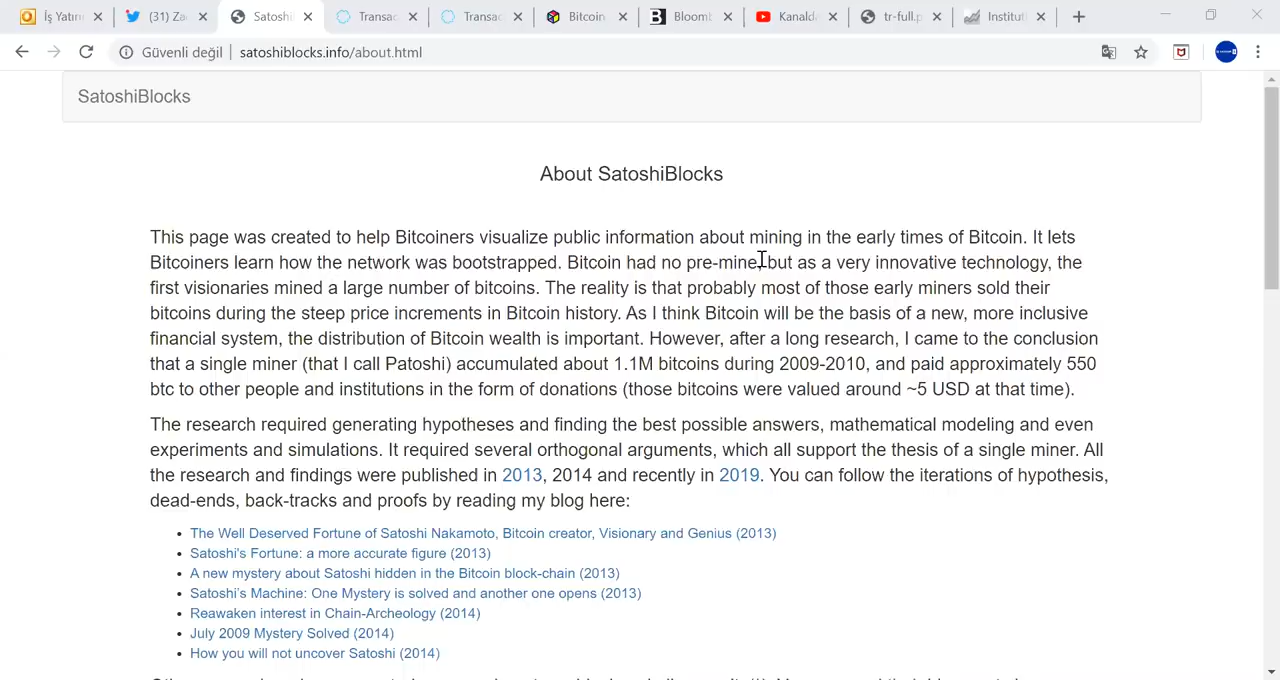 İş Yatırı
(31) Za
Satoshi
Transac
Transac
Bitcoin
Bloomb
Kanald
tr-full.p
Institut
Güvenli değil | satoshiblocks.info/about.html
SatoshiBlocks
About SatoshiBlocks
This page was created to help Bitcoiners visualize public information about mining in the early times of Bitcoin. It lets
Bitcoiners learn how the network was bootstrapped. Bitcoin had no pre-mine, but as a very innovative technology, the
first visionaries mined a large number of bitcoins. The reality is that probably most of those early miners sold their
bitcoins during the steep price increments in Bitcoin history. As I think Bitcoin will be the basis of a new, more inclusive
financial system, the distribution of Bitcoin wealth is important. However, after a long research, I came to the conclusion
that a single miner (that I call Patoshi) accumulated about 1.1M bitcoins during 2009-2010, and paid approximately 550
btc to other people and institutions in the form of donations (those bitcoins were valued around ~5 USD at that time).
The research required generating hypotheses and finding the best possible answers, mathematical modeling and even
experiments and simulations. It required several orthogonal arguments, which all support the thesis of a single miner. All
the research and findings were published in 2013, 2014 and recently in 2019. You can follow the iterations of hypothesis,
dead-ends, back-tracks and proofs by reading my blog here:
• The Well Deserved Fortune of Satoshi Nakamoto, Bitcoin creator, Visionary and Genius (2013)
• Satoshi's Fortune: a more accurate figure (2013)
• A new mystery about Satoshi hidden in the Bitcoin block-chain (2013)
• Satoshi's Machine: One Mystery is solved and another one opens (2013)
• Reawaken interest in Chain-Archeology (2014)
• July 2009 Mystery Solved (2014)
• How you will not uncover Satoshi (2014)